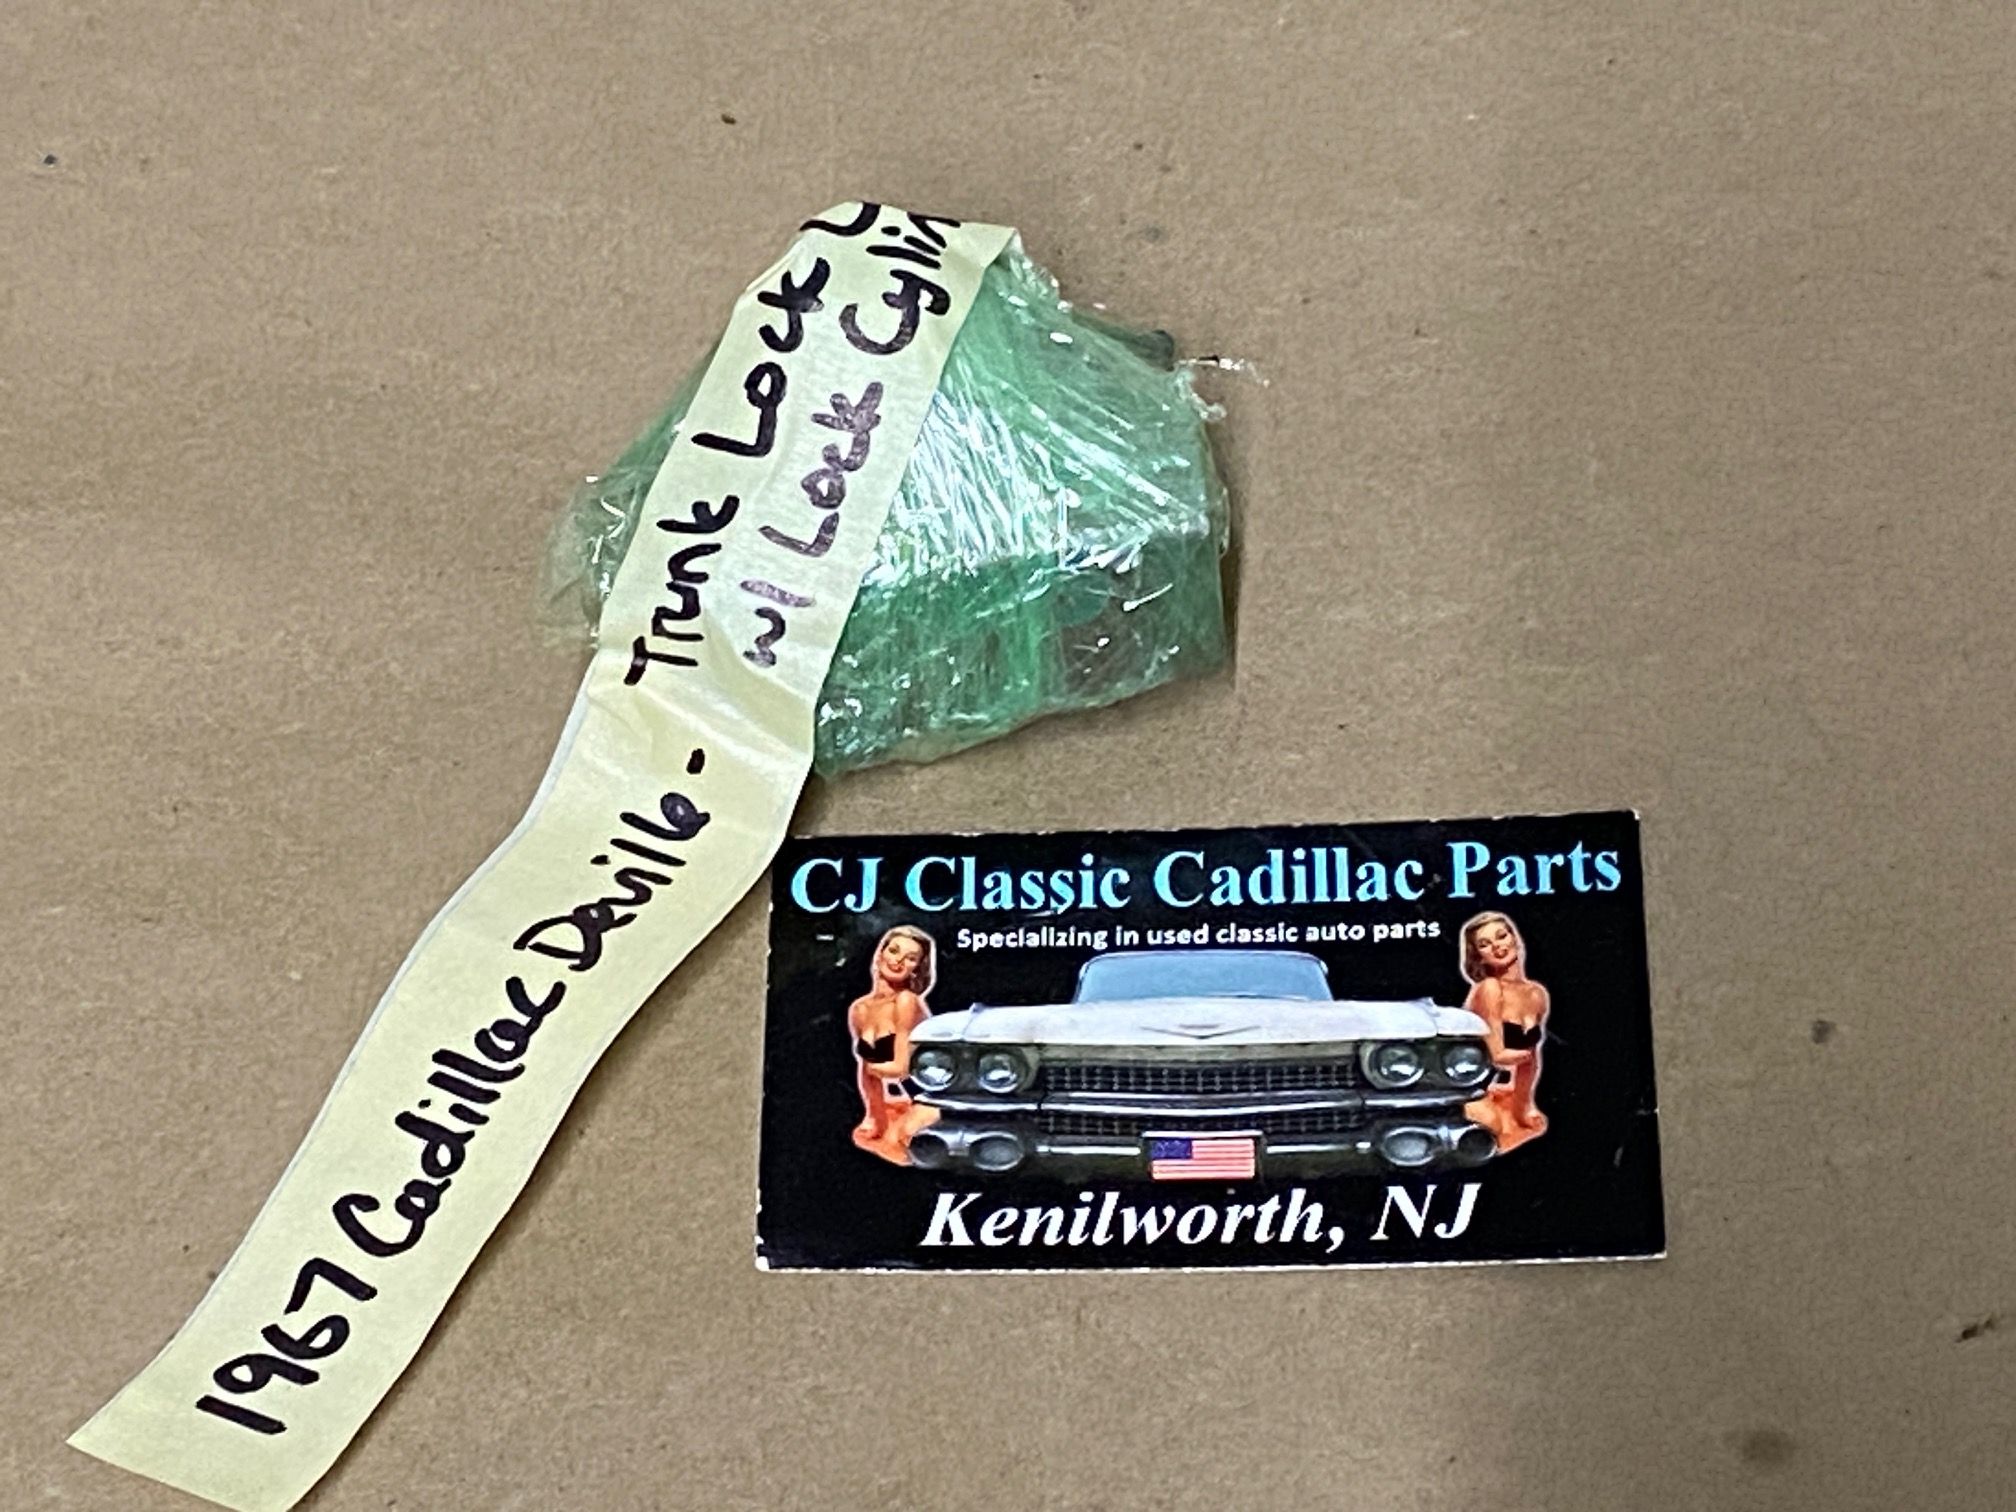 1967 Cadillac Deville - Trunk Lock
w/ Lock
CJ Classic Cadillac Parts
Specializing in used classic auto parts
Kenilworth, NJ